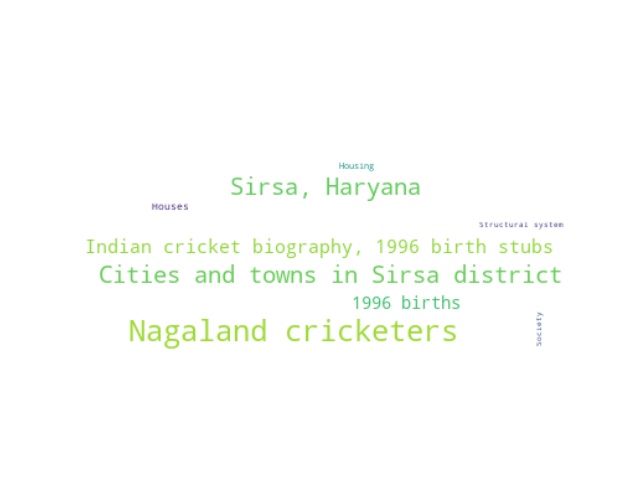 Housing
Sirsa, Haryana
Houses
Structural system
Indian cricket biography, 1996 birth stubs
Cities and towns in Sirsa district
1996 births
Nagaland cricketers
Society